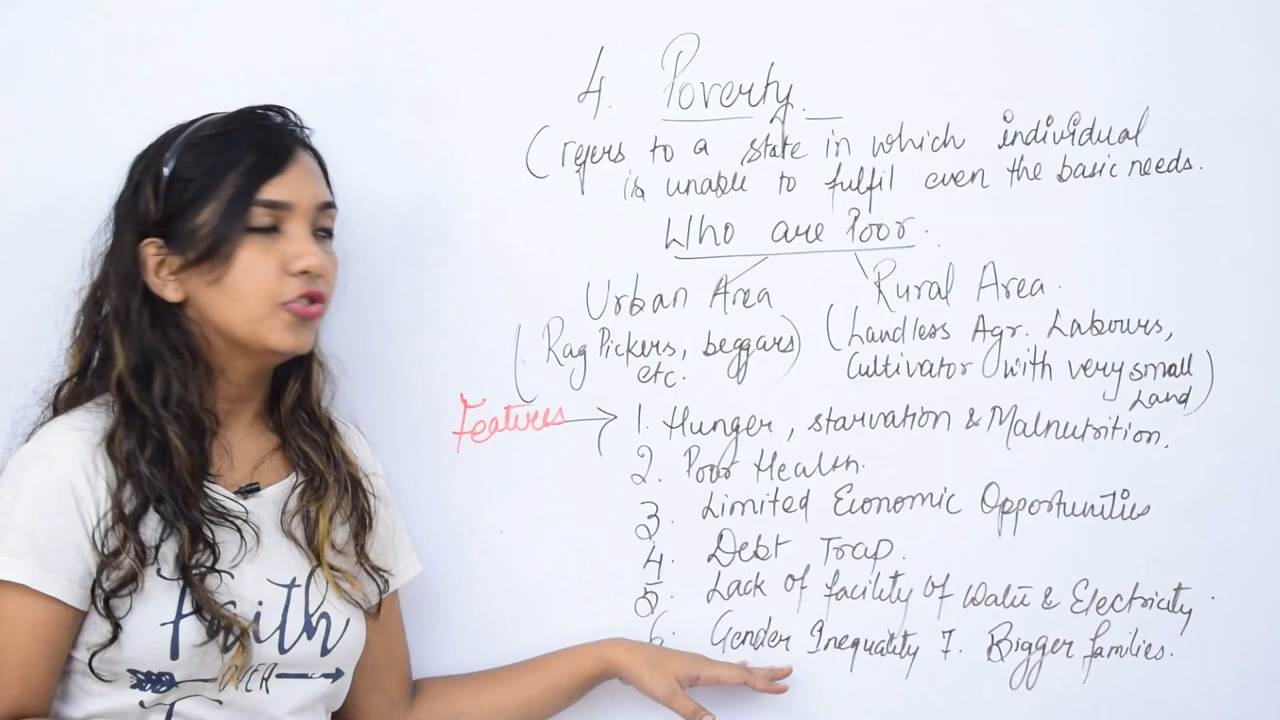 4. Poverty.
(refers to a state in which individual
is unable to fulfil even the basic needs.
Who are Poor.
Urban Area
Rural Area.
(Rag Pickers, beggars)
etc.
(Landless Agr. Labours,
Cultivator with very small
Land)
Features →
1. Hunger, starvation & Malnutrition.
2. Poor Health.
3. Limited Economic Opportunities
4. Debt Trap.
5. Lack of facility of Water & Electricity.
6. Gender Inequality 7. Bigger families.
Faith
OVER